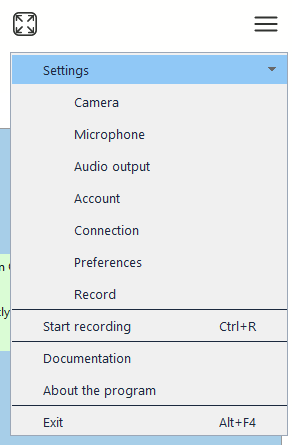 Settings
Camera
Microphone
Audio output
Account
Connection
Preferences
Record
Start recording Ctrl+R
Documentation
About the program
Exit Alt+F4